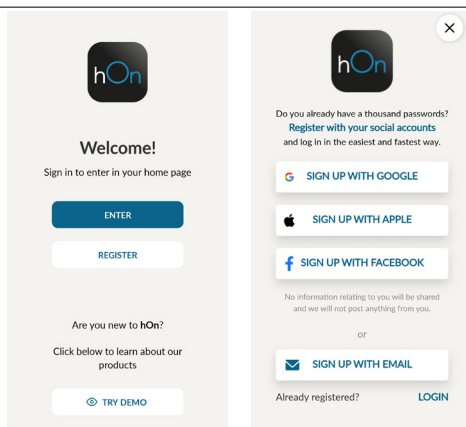 hOn
Welcome!
Sign in to enter in your home page
ENTER
REGISTER
Are you new to hOn?
Click below to learn about our
products
TRY DEMO
hOn
Do you already have a thousand passwords?
Register with your social accounts
and log in in the easiest and fastest way.
SIGN UP WITH GOOGLE
SIGN UP WITH APPLE
SIGN UP WITH FACEBOOK
No information relating to you will be shared
and we will not post anything from you.
or
SIGN UP WITH EMAIL
Already registered? LOGIN